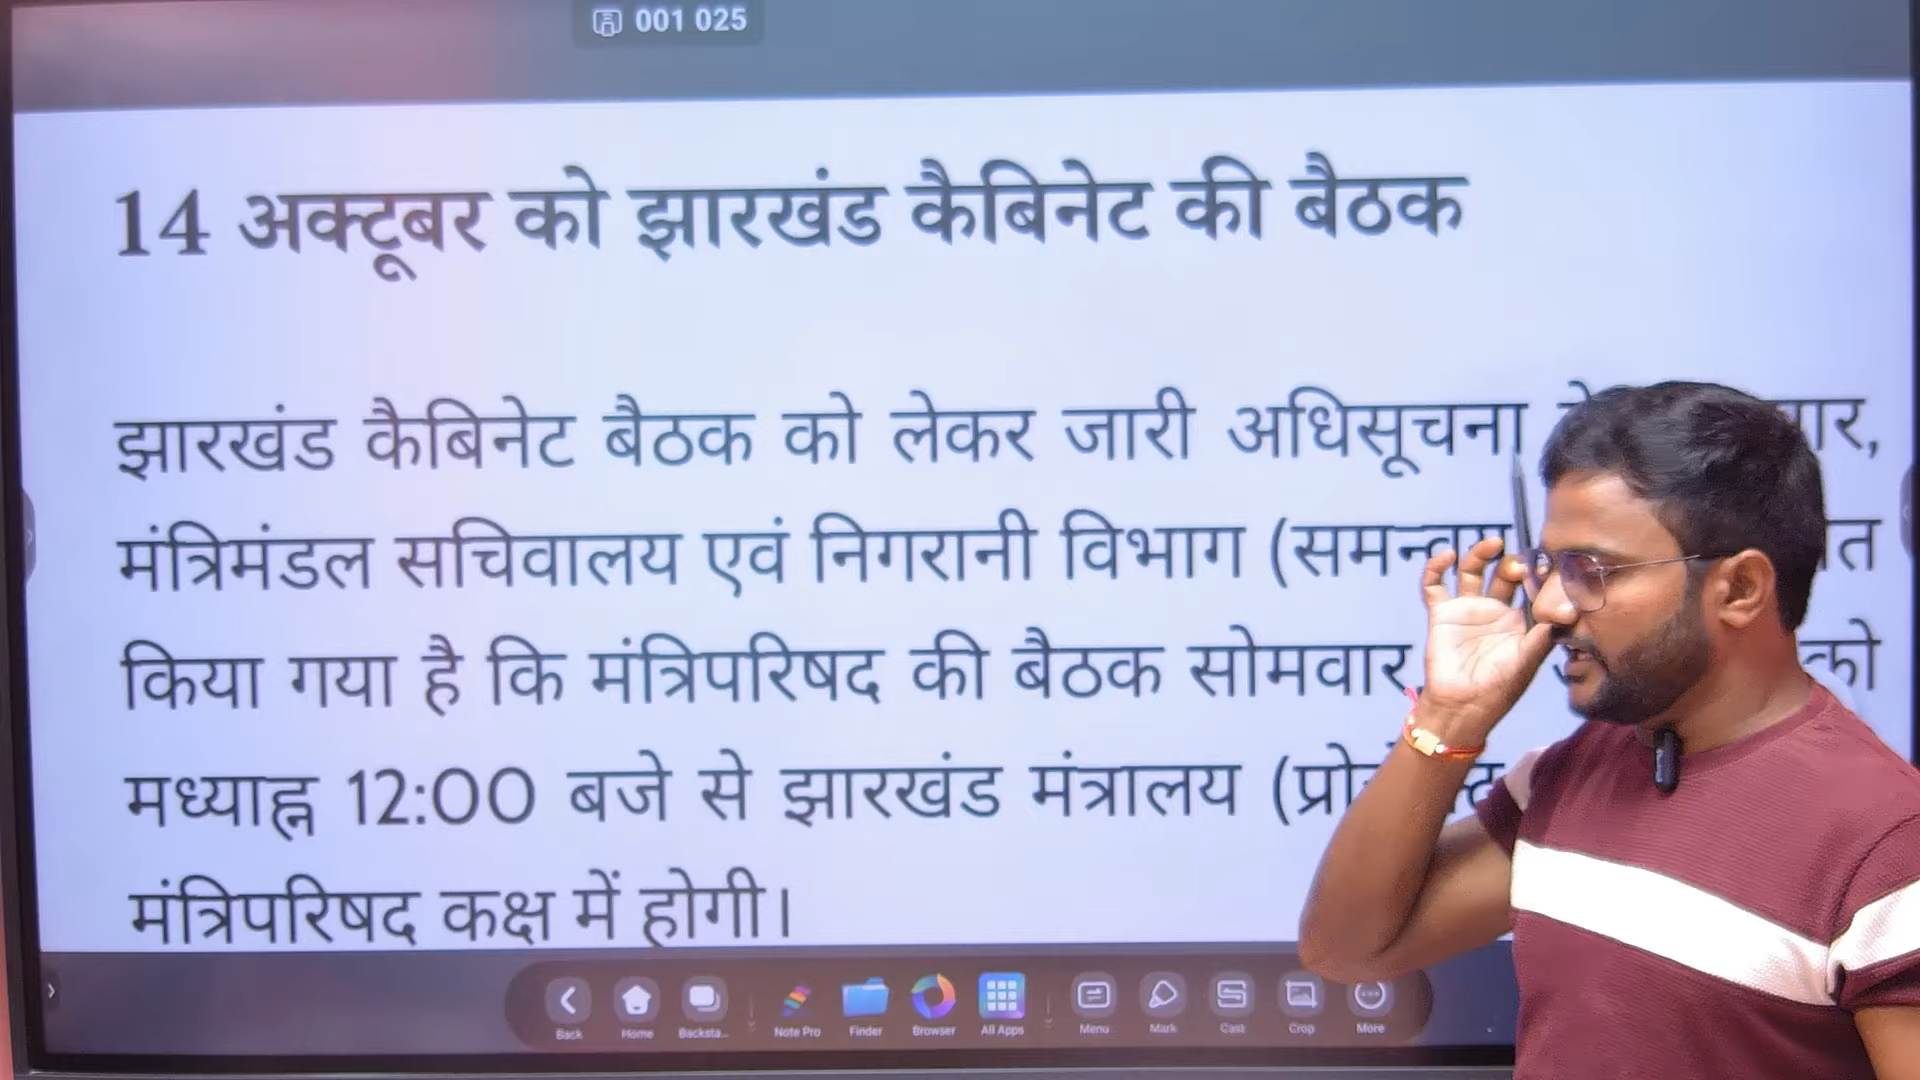 001 025
14 अक्टूबर को झारखंड कैबिनेट की बैठक
झारखंड कैबिनेट बैठक को लेकर जारी अधिसूचना
मंत्रिमंडल सचिवालय एवं निगरानी विभाग
किया गया है कि मंत्रिपरिषद की बैठक सोमवार को
मध्याह्न 12:00 बजे से झारखंड मंत्रालय
मंत्रिपरिषद कक्ष में होगी।
Back Home Backsta... Note Pro Finder Browser All Apps Menu Mark Cast Crop More